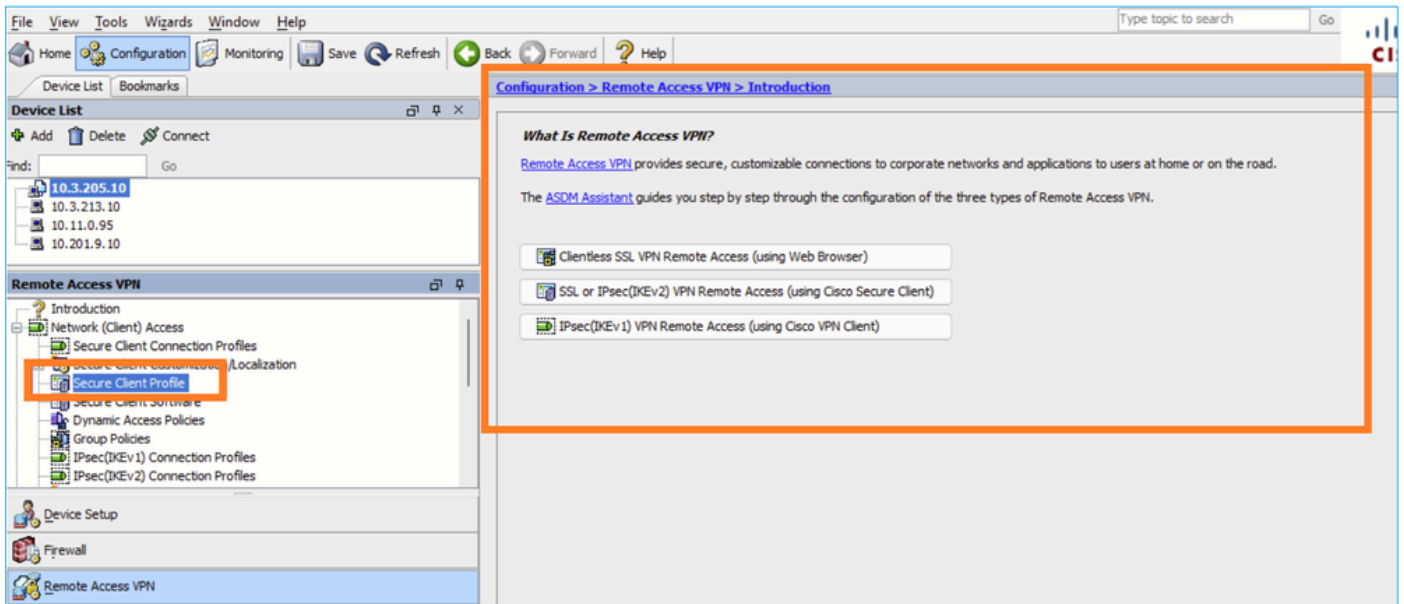 File View Tools Wizards Window Help
Type topic to search Go
Home Configuration Monitoring Save Refresh Back Forward Help
Device List Bookmarks
Device List
Add Delete Connect
Find: Go
10.3.205.10
10.3.213.10
10.11.0.95
10.201.9.10
Remote Access VPN
Introduction
Network (Client) Access
Secure Client Connection Profiles
Secure Client Customization/Localization
Secure Client Profile
Secure Client Software
Dynamic Access Policies
Group Policies
IPsec(IKEv1) Connection Profiles
IPsec(IKEv2) Connection Profiles
Device Setup
Firewall
Remote Access VPN
Configuration > Remote Access VPN > Introduction
What Is Remote Access VPN?
Remote Access VPN provides secure, customizable connections to corporate networks and applications to users at home or on the road.
The ASDM Assistant guides you step by step through the configuration of the three types of Remote Access VPN.
Clientless SSL VPN Remote Access (using Web Browser)
SSL or IPsec(IKEv2) VPN Remote Access (using Cisco Secure Client)
IPsec(IKEv1) VPN Remote Access (using Cisco VPN Client)